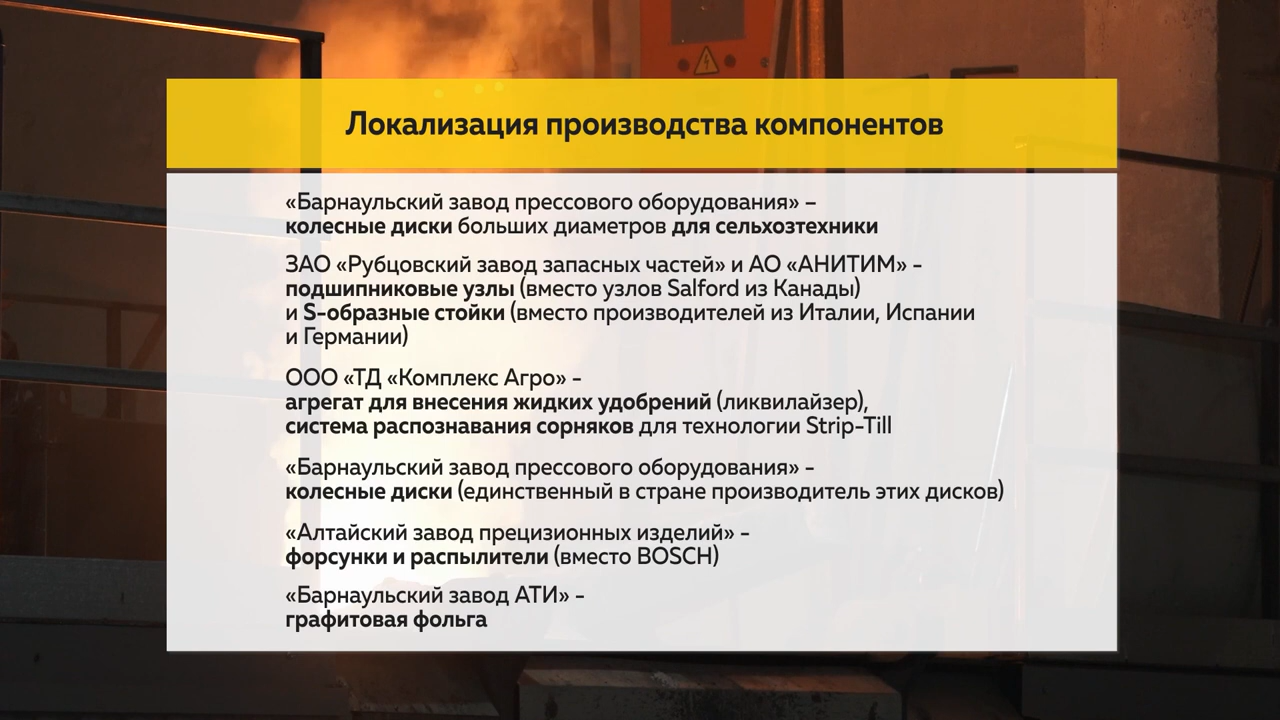 Локализация производства компонентов
«Барнаульский завод прессового оборудования» –
колесные диски больших диаметров для сельхозтехники
ЗАО «Рубцовский завод запасных частей» и АО «АНИТИМ» -
подшипниковые узлы (вместо узлов Salford из Канады)
и S-образные стойки (вместо производителей из Италии, Испании
и Германии)
ООО «ТД «Комплекс Агро» -
агрегат для внесения жидких удобрений (ликвилайзер),
система распознавания сорняков для технологии Strip-Till
«Барнаульский завод прессового оборудования» -
колесные диски (единственный в стране производитель этих дисков)
«Алтайский завод прецизионных изделий» -
форсунки и распылители (вместо BOSCH)
«Барнаульский завод АТИ» -
графитовая фольга